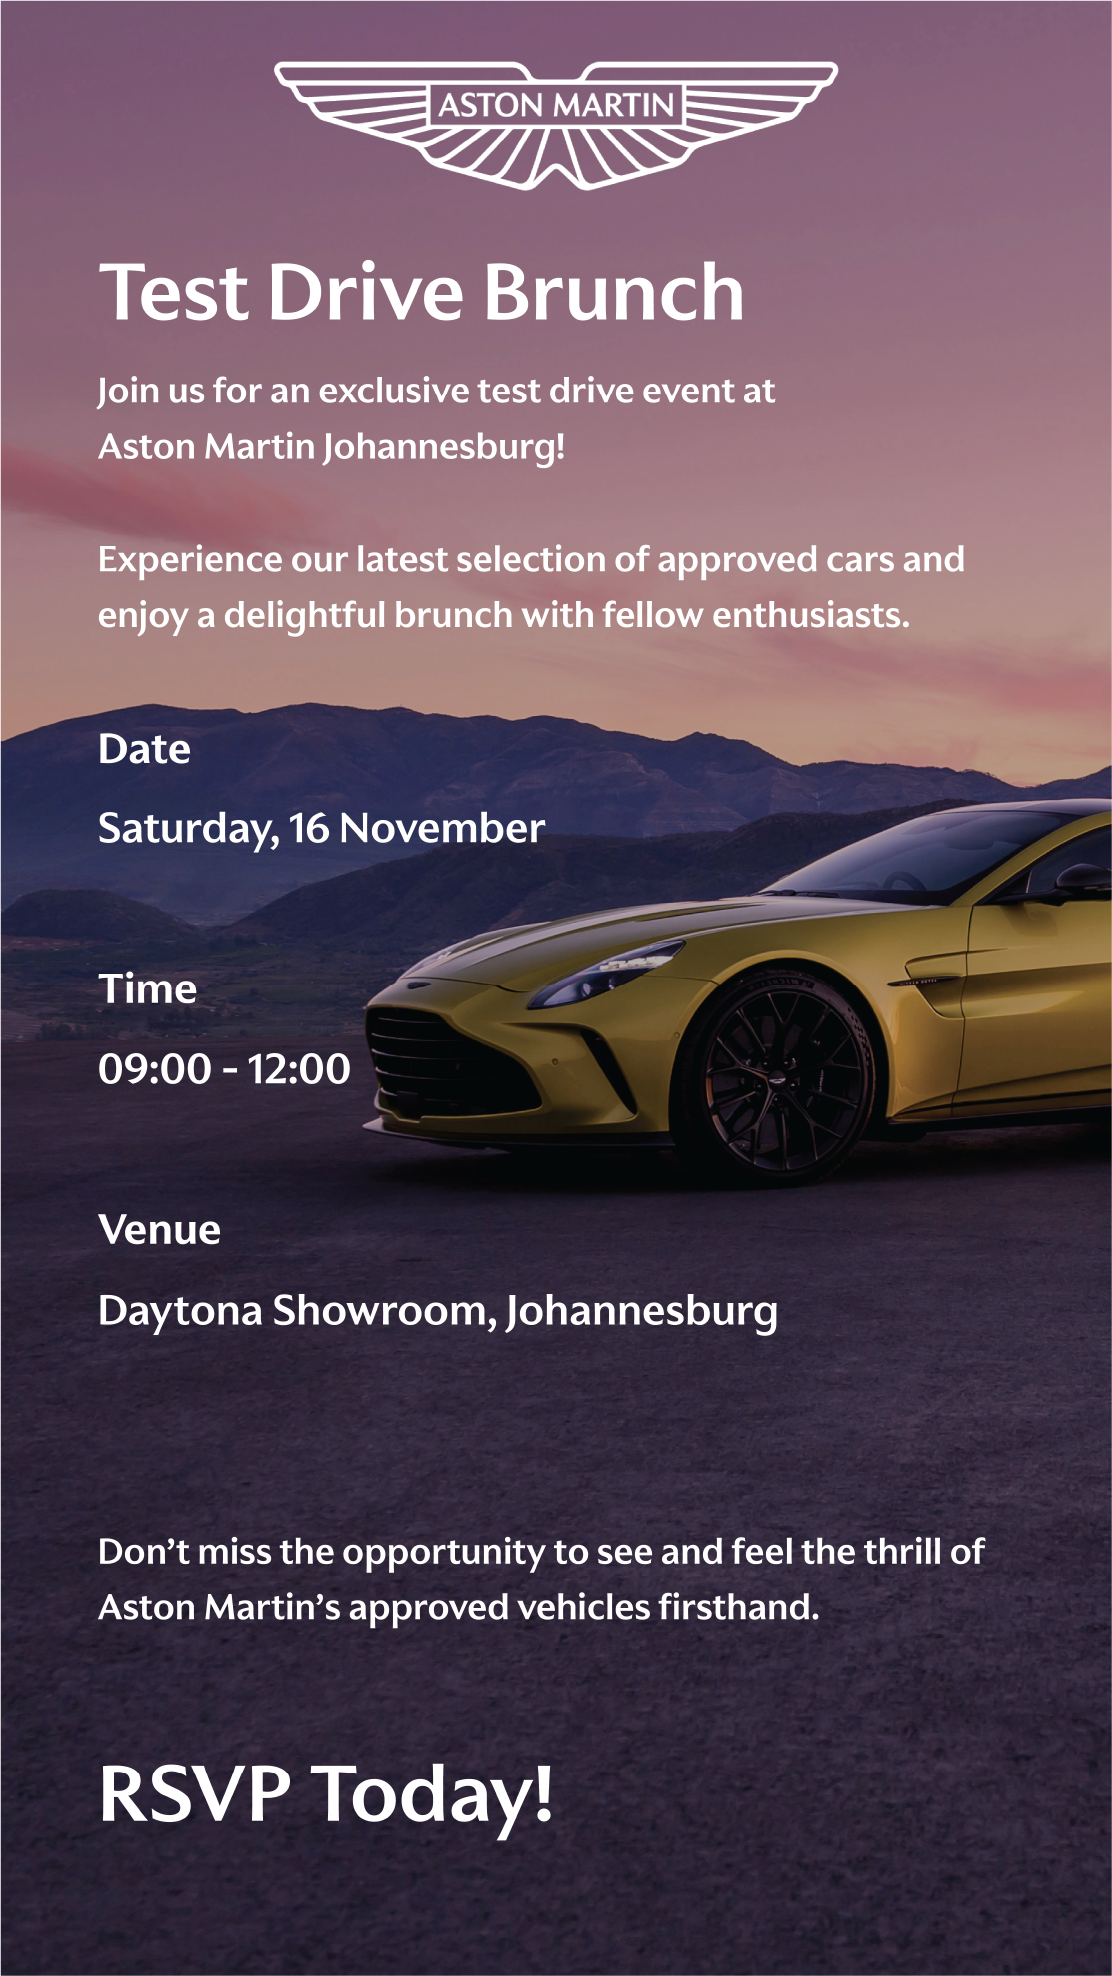 ASTON MARTIN
Test Drive Brunch
Join us for an exclusive test drive event at
Aston Martin Johannesburg!
Experience our latest selection of approved cars and
enjoy a delightful brunch with fellow enthusiasts.
Date
Saturday, 16 November
Time
09:00 - 12:00
Venue
Daytona Showroom, Johannesburg
Don’t miss the opportunity to see and feel the thrill of
Aston Martin’s approved vehicles firsthand.
RSVP Today!